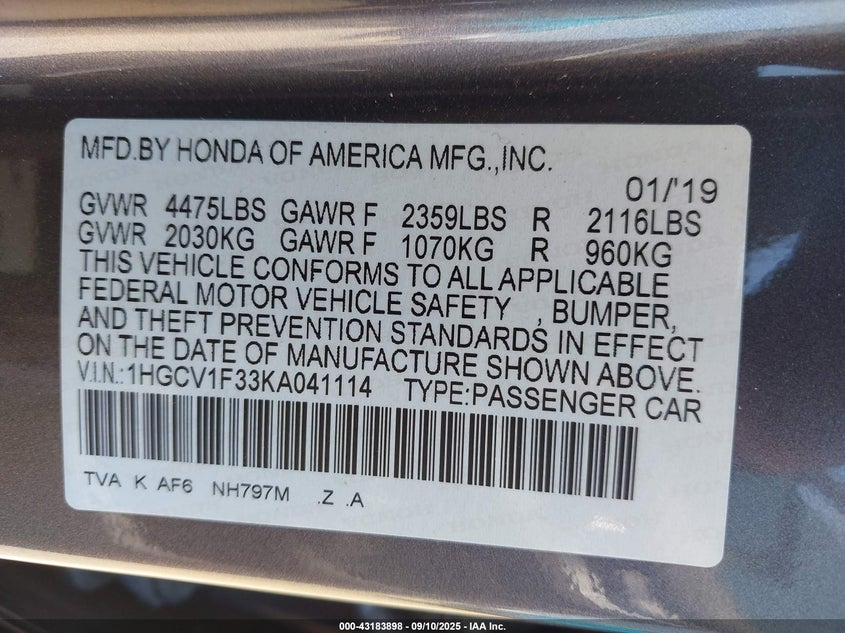 MFD.BY HONDA OF AMERICA MFG.,INC.
01/'19
GVWR 4475LBS GAWR F 2359LBS R 2116LBS
GVWR 2030KG GAWR F 1070KG R 960KG
THIS VEHICLE CONFORMS TO ALL APPLICABLE
FEDERAL MOTOR VEHICLE SAFETY , BUMPER,
AND THEFT PREVENTION STANDARDS IN EFFECT
ON THE DATE OF MANUFACTURE SHOWN ABOVE.
V.I.N.:1HGCV1F33KA041114 TYPE:PASSENGER CAR
TVA K AF6 NH797M .Z .A
000-43183898 - 09/10/2025 - IAA Inc.